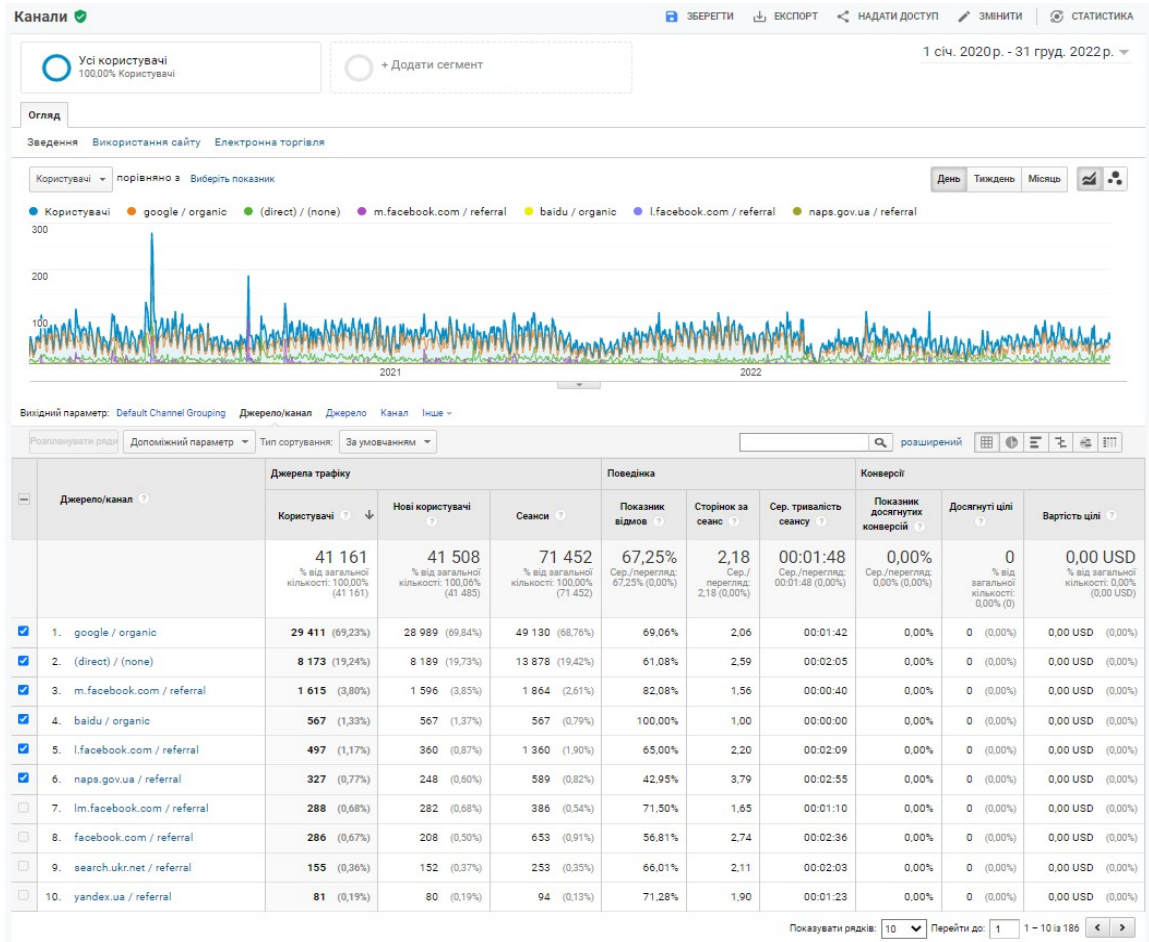 Канали
ЗБЕРЕГТИ ЕКСПОРТ НАДАТИ ДОСТУП ЗМІНИТИ СТАТИСТИКА
Усі користувачі
100,00% Користувачі
+ Додати сегмент
1 січ. 2020 р. - 31 груд. 2022 р.
Огляд
Зведення Використання сайту Електронна торгівля
Користувачі порівняно з Виберіть показник
День Тиждень Місяць
Користувачі google / organic (direct) / (none) m.facebook.com / referral baidu / organic l.facebook.com / referral naps.gov.ua / referral
300
200
100
2021 2022
Вихідний параметр: Default Channel Grouping Джерело/канал Джерело Канал Інше
Розпланувати ряди Допоміжний параметр Тип сортування: За умовчанням розширений
Джерело/канал ?
Джерела трафіку Поведінка Конверсії
Користувачі ? Нові користувачі ? Сеанси ? Показник відмов ? Сторінок за сеанс ? Сер. тривалість сеансу ? Показник досягнутих конверсій ? Досягнуті цілі ? Вартість цілі ?
41 161 41 508 71 452 67,25% 2,18 00:01:48 0,00% 0 0,00 USD
% від загальної кількості: 100,00% (41 161)
% від загальної кількості: 100,06% (41 485)
% від загальної кількості: 100,00% (71 452)
Сер./перегляд: 67,25% (0,00%)
Сер./перегляд: 2,18 (0,00%)
Сер./перегляд: 00:01:48 (0,00%)
Сер./перегляд: 0,00% (0,00%)
% від загальної кількості: 0,00% (0)
% від загальної кількості: 0,00% (0,00 USD)
1. google / organic 29 411 (69,23%) 28 989 (69,84%) 49 130 (68,76%) 69,06% 2,06 00:01:42 0,00% 0 (0,00%) 0,00 USD (0,00%)
2. (direct) / (none) 8 173 (19,24%) 8 189 (19,73%) 13 878 (19,42%) 61,08% 2,59 00:02:05 0,00% 0 (0,00%) 0,00 USD (0,00%)
3. m.facebook.com / referral 1 615 (3,80%) 1 596 (3,85%) 1 864 (2,61%) 82,08% 1,56 00:00:40 0,00% 0 (0,00%) 0,00 USD (0,00%)
4. baidu / organic 567 (1,33%) 567 (1,37%) 567 (0,79%) 100,00% 1,00 00:00:00 0,00% 0 (0,00%) 0,00 USD (0,00%)
5. l.facebook.com / referral 497 (1,17%) 360 (0,87%) 1 360 (1,90%) 65,00% 2,20 00:02:09 0,00% 0 (0,00%) 0,00 USD (0,00%)
6. naps.gov.ua / referral 327 (0,77%) 248 (0,60%) 589 (0,82%) 42,95% 3,79 00:02:55 0,00% 0 (0,00%) 0,00 USD (0,00%)
7. lm.facebook.com / referral 288 (0,68%) 282 (0,68%) 386 (0,54%) 71,50% 1,65 00:01:10 0,00% 0 (0,00%) 0,00 USD (0,00%)
8. facebook.com / referral 286 (0,67%) 208 (0,50%) 653 (0,91%) 56,81% 2,74 00:02:36 0,00% 0 (0,00%) 0,00 USD (0,00%)
9. search.ukr.net / referral 155 (0,36%) 152 (0,37%) 253 (0,35%) 66,01% 2,11 00:02:03 0,00% 0 (0,00%) 0,00 USD (0,00%)
10. yandex.ua / referral 81 (0,19%) 80 (0,19%) 94 (0,13%) 71,28% 1,90 00:01:23 0,00% 0 (0,00%) 0,00 USD (0,00%)
Показувати рядків: 10 Перейти до: 1 1 – 10 із 186